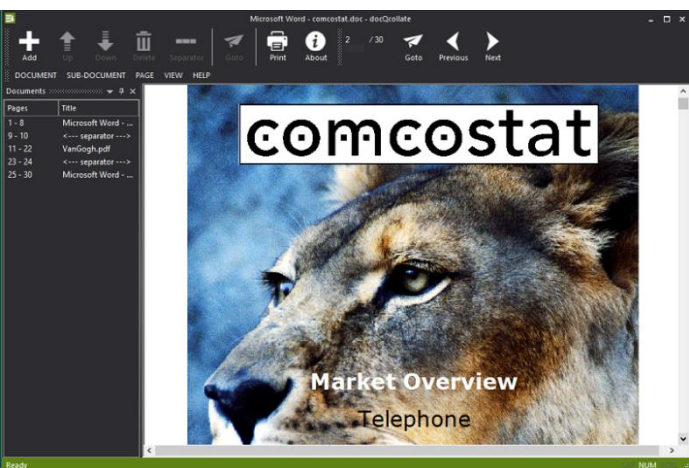 Microsoft Word - comcostat.doc - docQcollate
Add Up Down Delete Separator Goto Print About 2 / 30 Goto Previous Next
DOCUMENT SUB-DOCUMENT PAGE VIEW HELP
Documents
Pages Title
1 - 8 Microsoft Word - ...
9 - 10 <--- separator --->
11 - 22 VanGogh.pdf
23 - 24 <--- separator --->
25 - 30 Microsoft Word - ...
comcostat
Market Overview
Telephone
Ready NUM